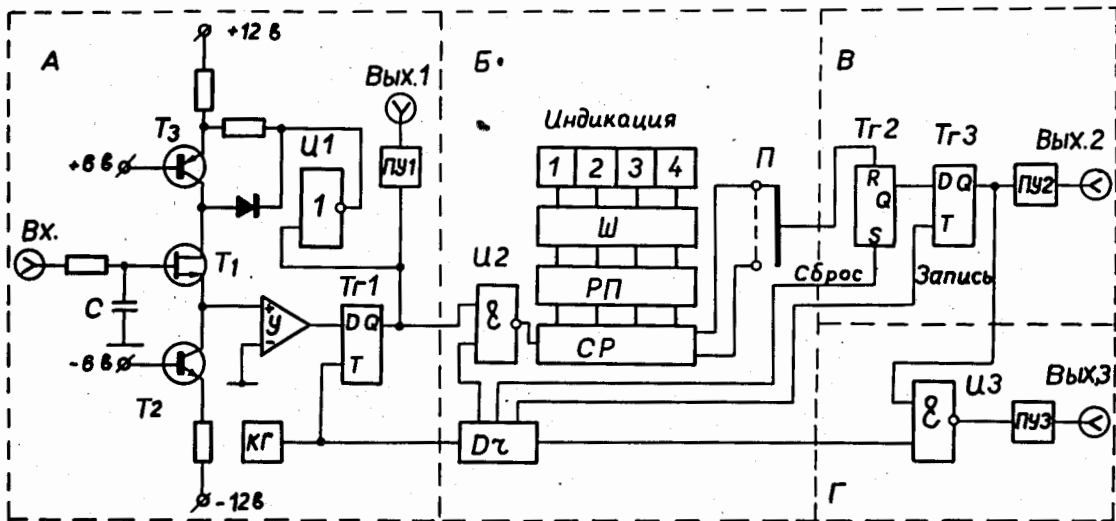 А
+12 в
Т3
+6 в
Вх.
С
Т1
-6 в
Т2
-12 в
И1
1
Вых.1
ПУ1
+
У
-
Тг1
D Q
Т
КГ
Б
Индикация
1 2 3 4
Ш
РП
СР
И2
&
Dг
П
Сброс
Запись
В
Тг2
R
Q
S
Тг3
D Q
Т
ПУ2
Вых.2
И3
&
ПУ3
Вых,3
Г